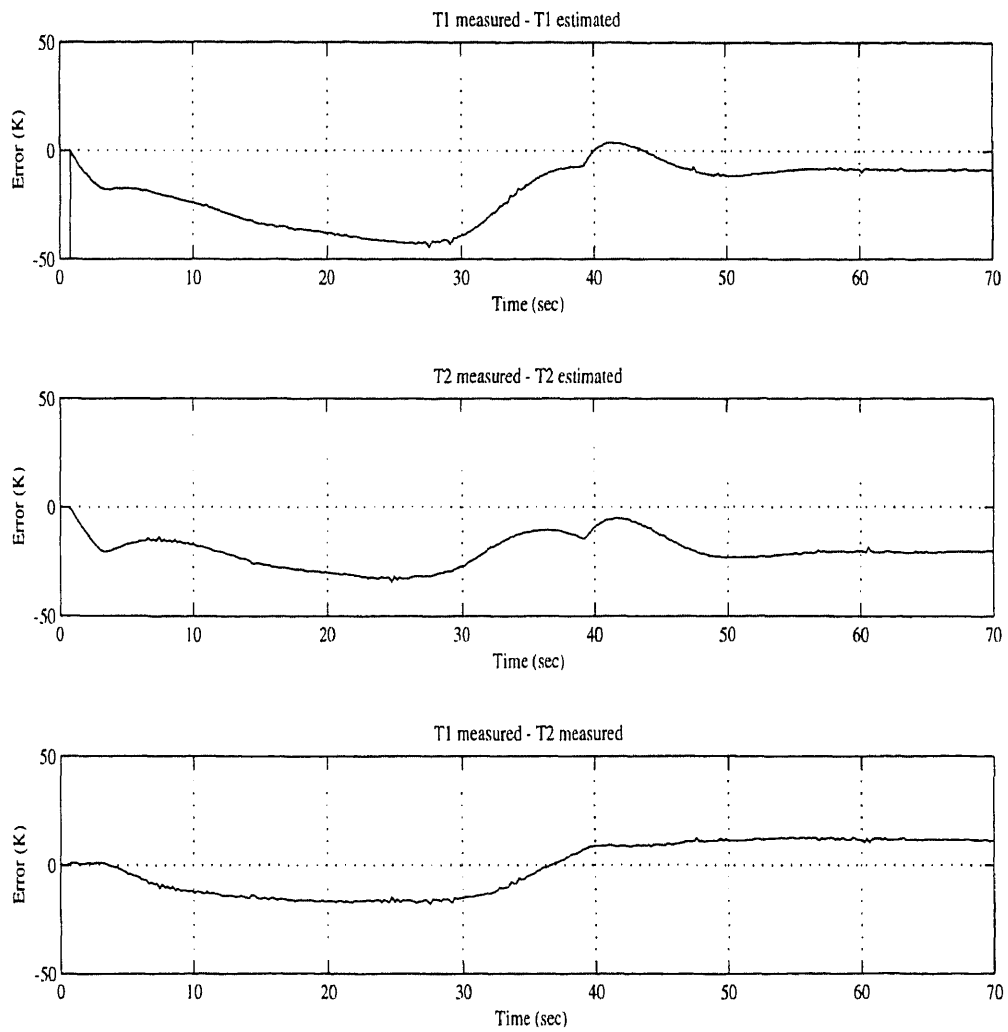 T1 measured - T1 estimated
50
0
-50
Error (K)
0 10 20 30 40 50 60 70
Time (sec)
T2 measured - T2 estimated
50
0
-50
Error (K)
0 10 20 30 40 50 60 70
Time (sec)
T1 measured - T2 measured
50
0
-50
Error (K)
0 10 20 30 40 50 60 70
Time (sec)